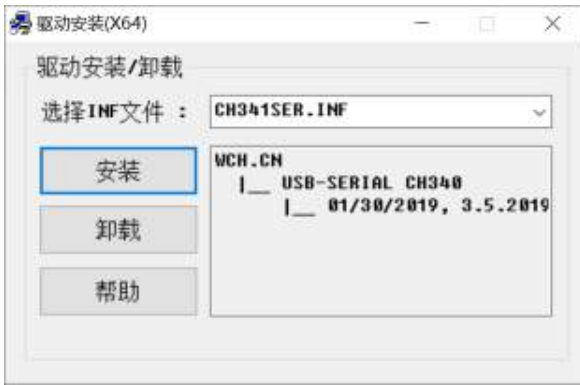 驱动安装(X64)
驱动安装/卸载
选择INF文件 : CH341SER.INF
安装
卸载
帮助
WCH.CN
|__ USB-SERIAL CH340
|__ 01/30/2019, 3.5.2019